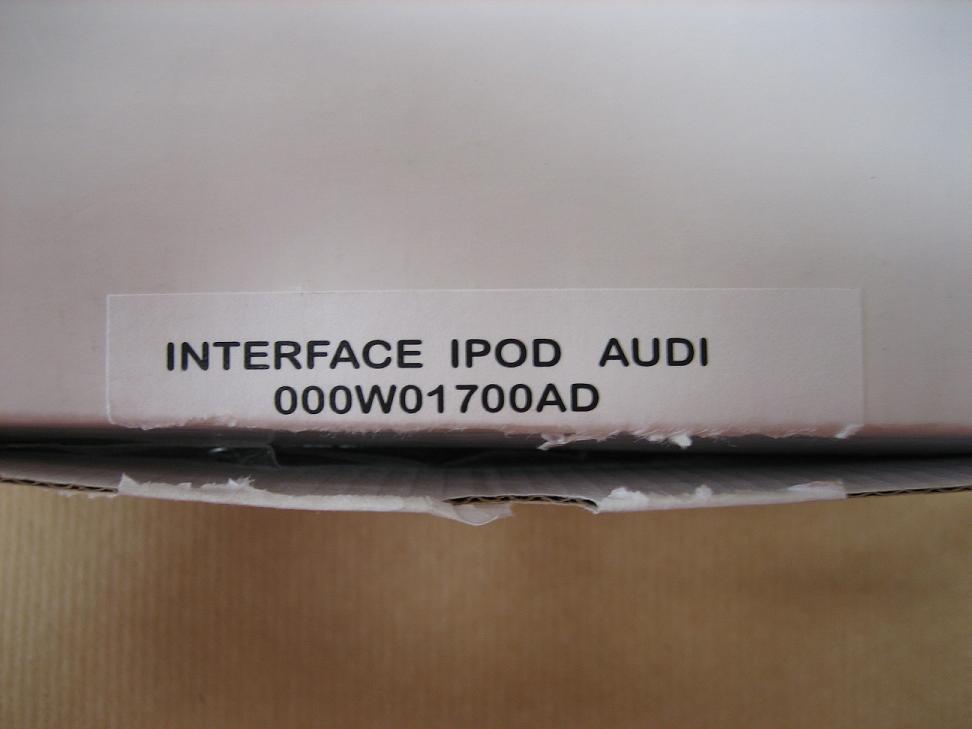 INTERFACE IPOD AUDI
000W01700AD